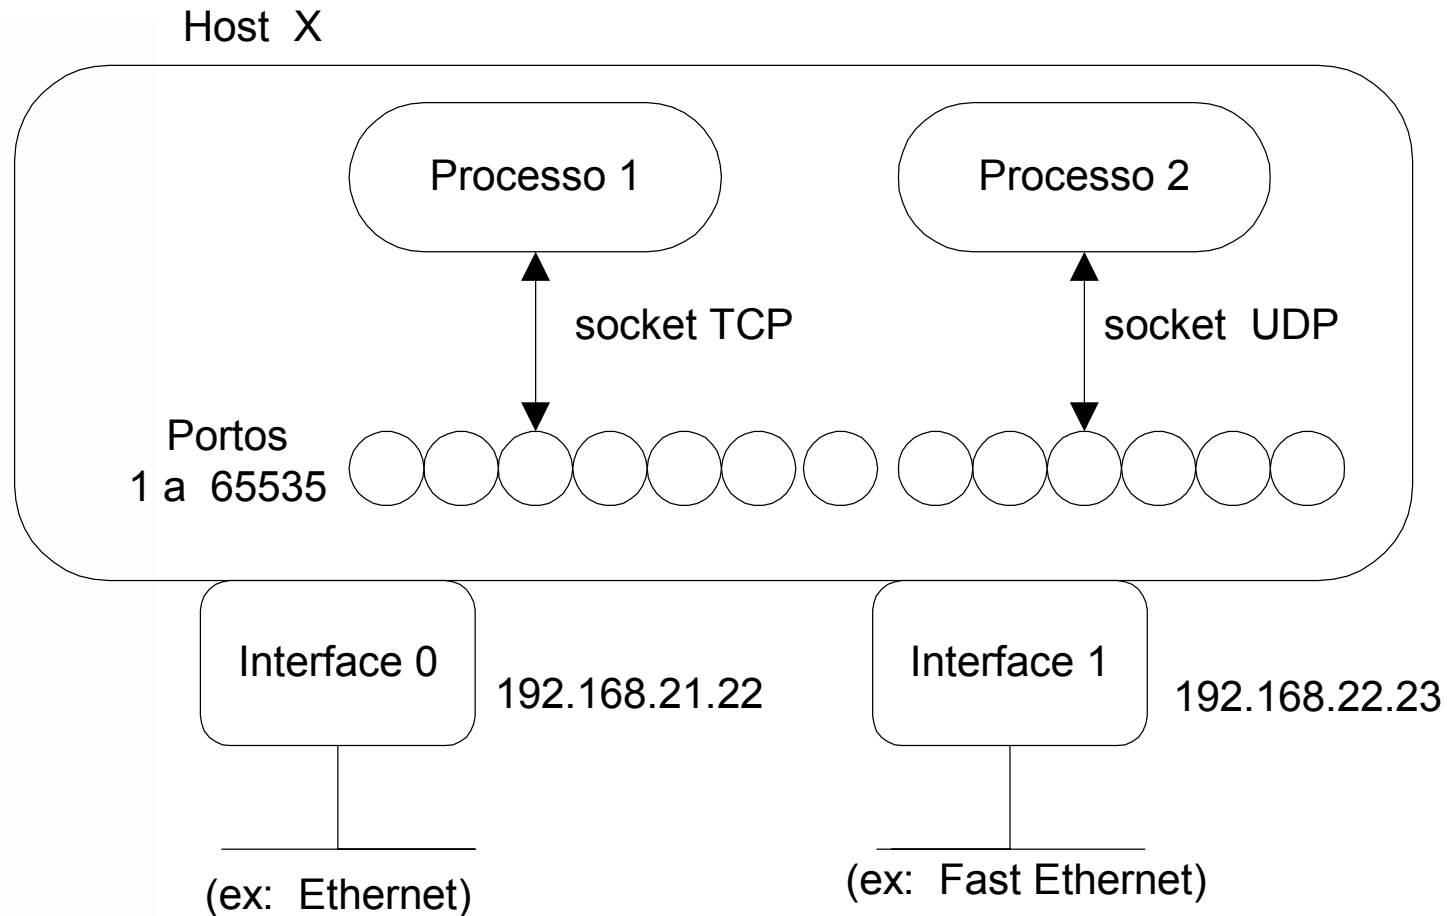 Host X
Processo 1
Processo 2
socket TCP
socket UDP
Portos
1 a 65535
Interface 0
192.168.21.22
Interface 1
192.168.22.23
(ex: Ethernet)
(ex: Fast Ethernet)